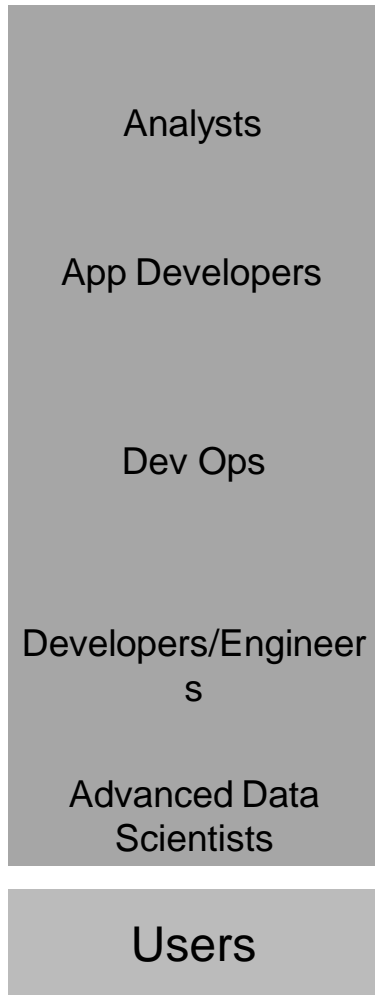 Analysts
App Developers
Dev Ops
Developers/Engineer
s
Advanced Data
Scientists
Users